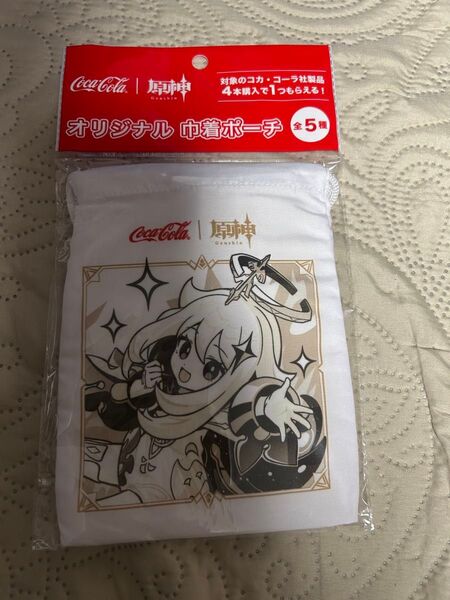 Coca-Cola | 原神
Genshin
対象のコカ・コーラ社製品
4本購入で1つもらえる!
オリジナル 巾着ポーチ
全5種
Coca-Cola | 原神
Genshin